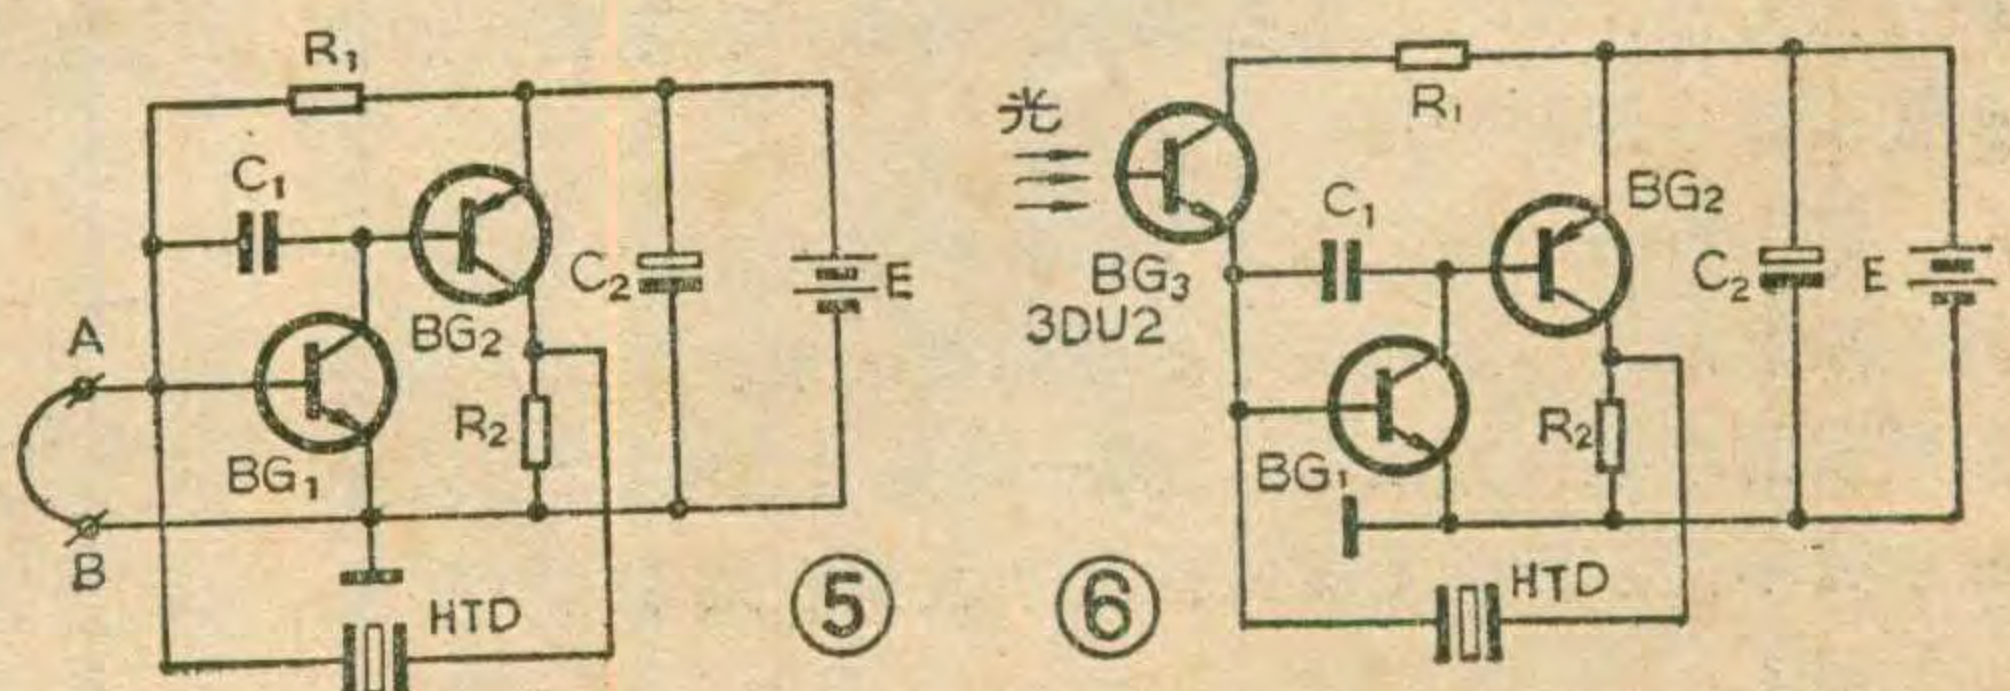 R₁
C₁
BG₂
C₂
E
A
R₂
BG₁
B
HTD
⑤
光
R₁
BG₂
C₁
BG₃
3DU2
C₂
E
R₂
BG₁
HTD
⑥